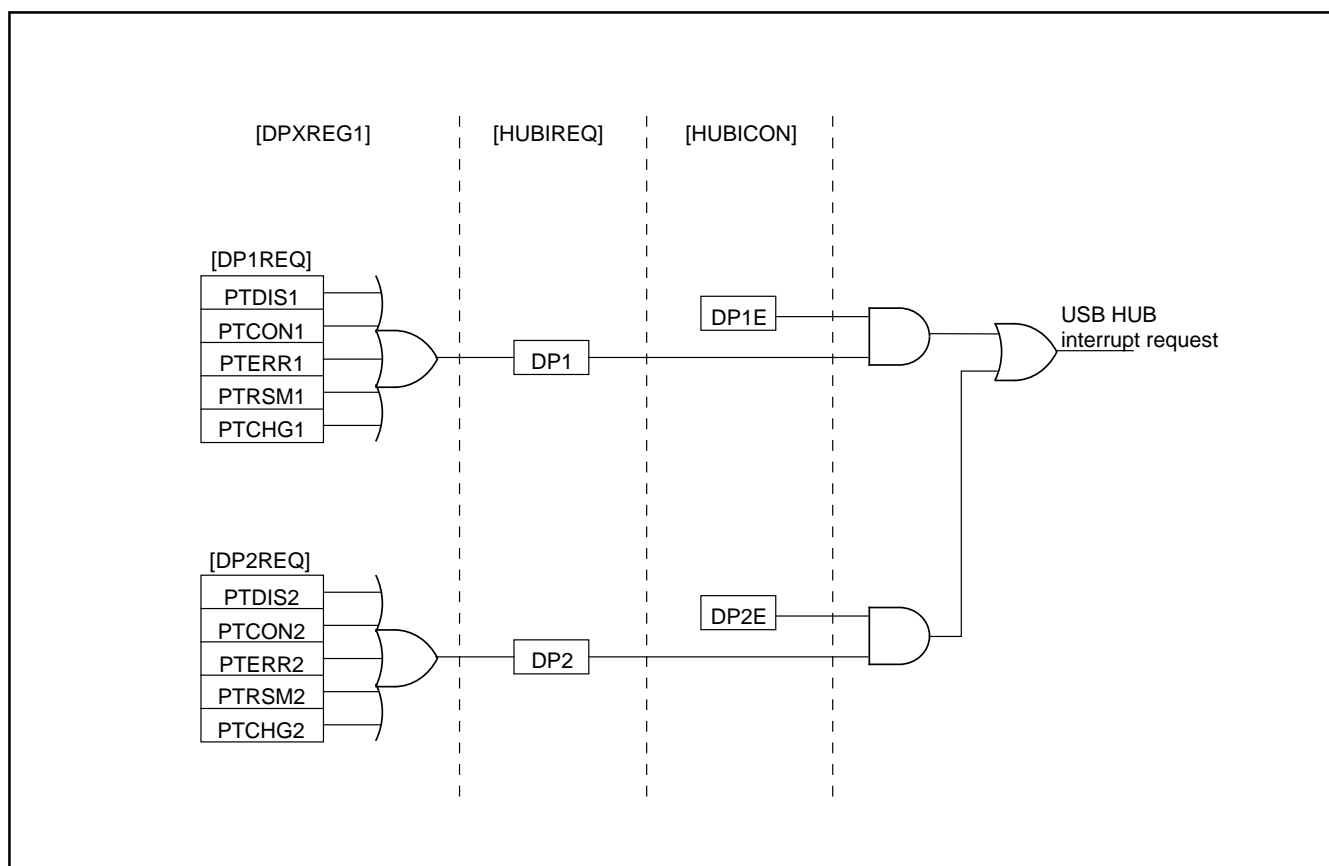 [DPXREG1]
[HUBIREQ]
[HUBICON]
[DP1REQ]
PTDIS1
PTCON1
PTERR1
PTRSM1
PTCHG1
DP1
DP1E
USB HUB
interrupt request
[DP2REQ]
PTDIS2
PTCON2
PTERR2
PTRSM2
PTCHG2
DP2
DP2E